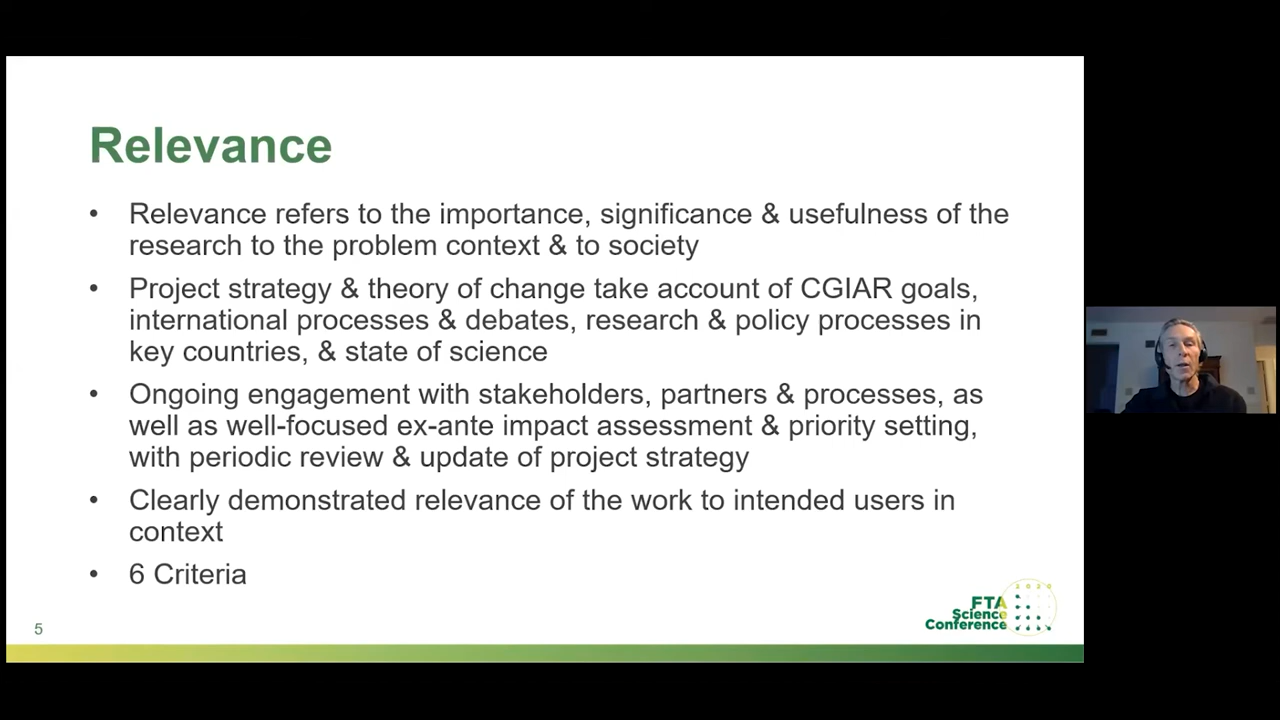 Relevance
• Relevance refers to the importance, significance & usefulness of the
research to the problem context & to society
• Project strategy & theory of change take account of CGIAR goals,
international processes & debates, research & policy processes in
key countries, & state of science
• Ongoing engagement with stakeholders, partners & processes, as
well as well-focused ex-ante impact assessment & priority setting,
with periodic review & update of project strategy
• Clearly demonstrated relevance of the work to intended users in
context
• 6 Criteria
2020
FTA
Science
Conference
5